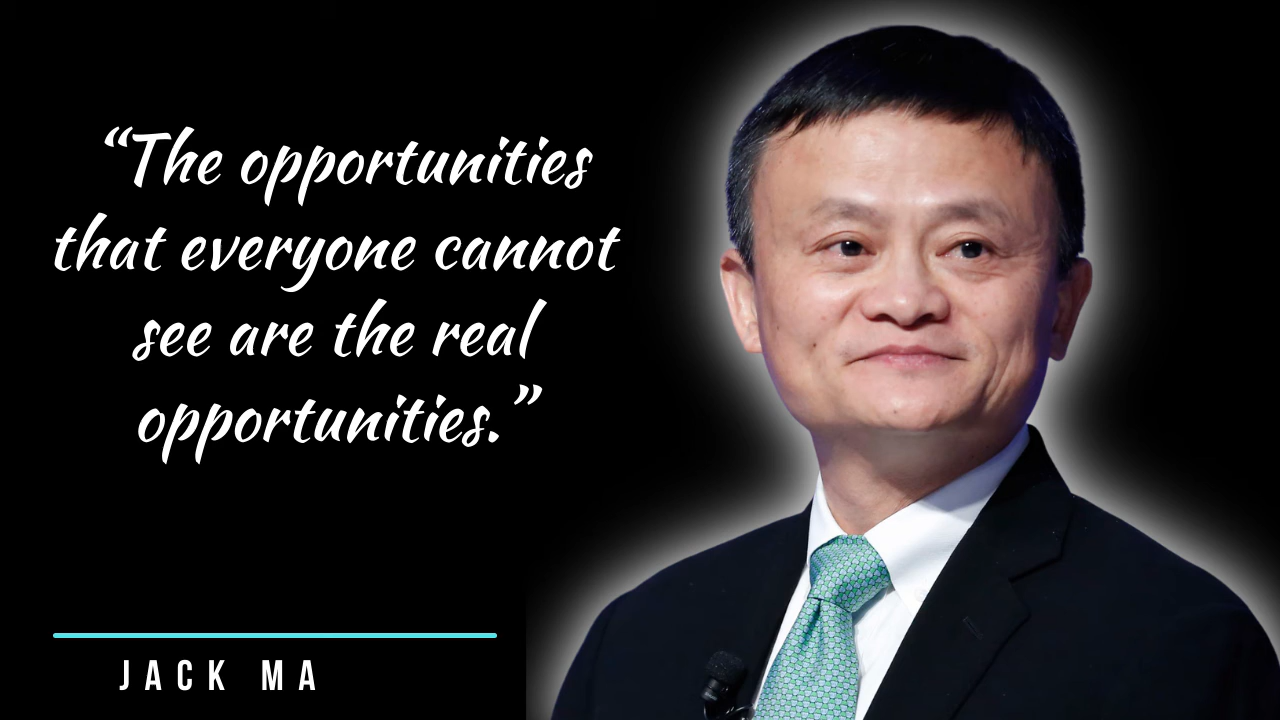 “The opportunities
that everyone cannot
see are the real
opportunities.”
JACK MA